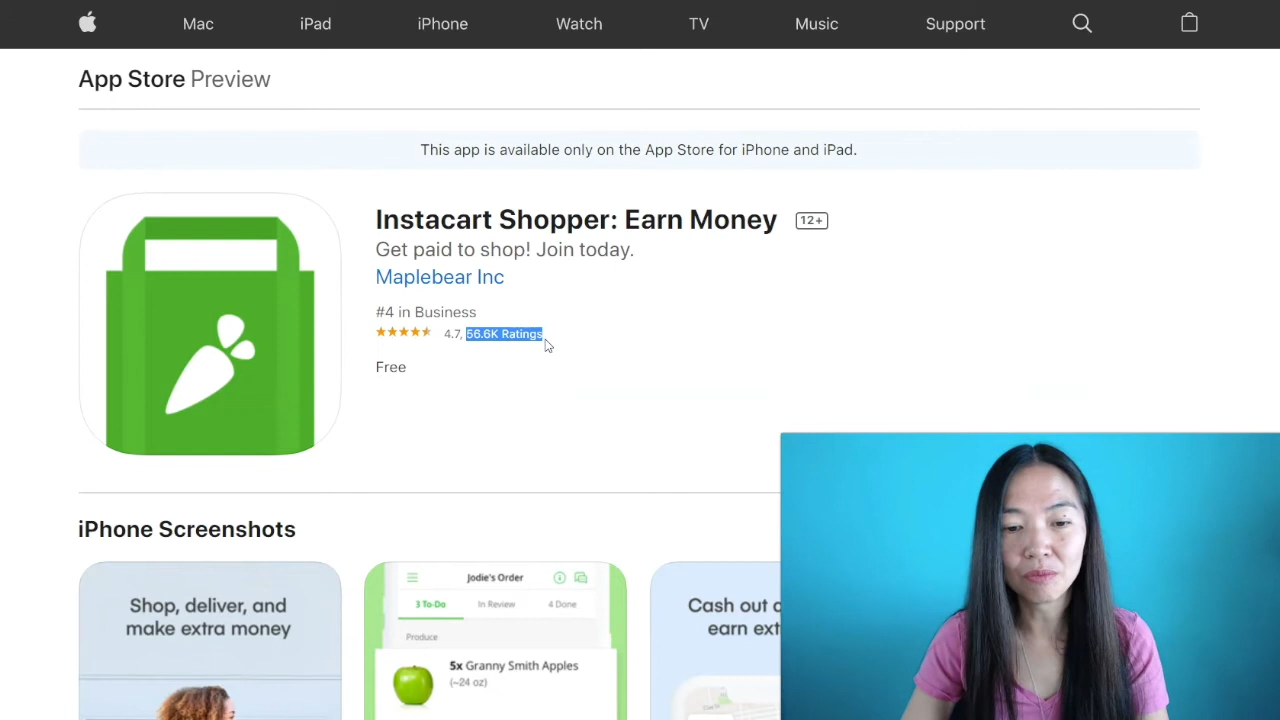 Mac iPad iPhone Watch TV Music Support
App Store Preview
This app is available only on the App Store for iPhone and iPad.
Instacart Shopper: Earn Money 12+
Get paid to shop! Join today.
Maplebear Inc
#4 in Business
4.7, 56.6K Ratings
Free
iPhone Screenshots
Shop, deliver, and
make extra money
Jodie's Order
3 To-Do In Review 4 Done
Produce
5x Granny Smith Apples
(~24 oz)
Cash out a
earn ext